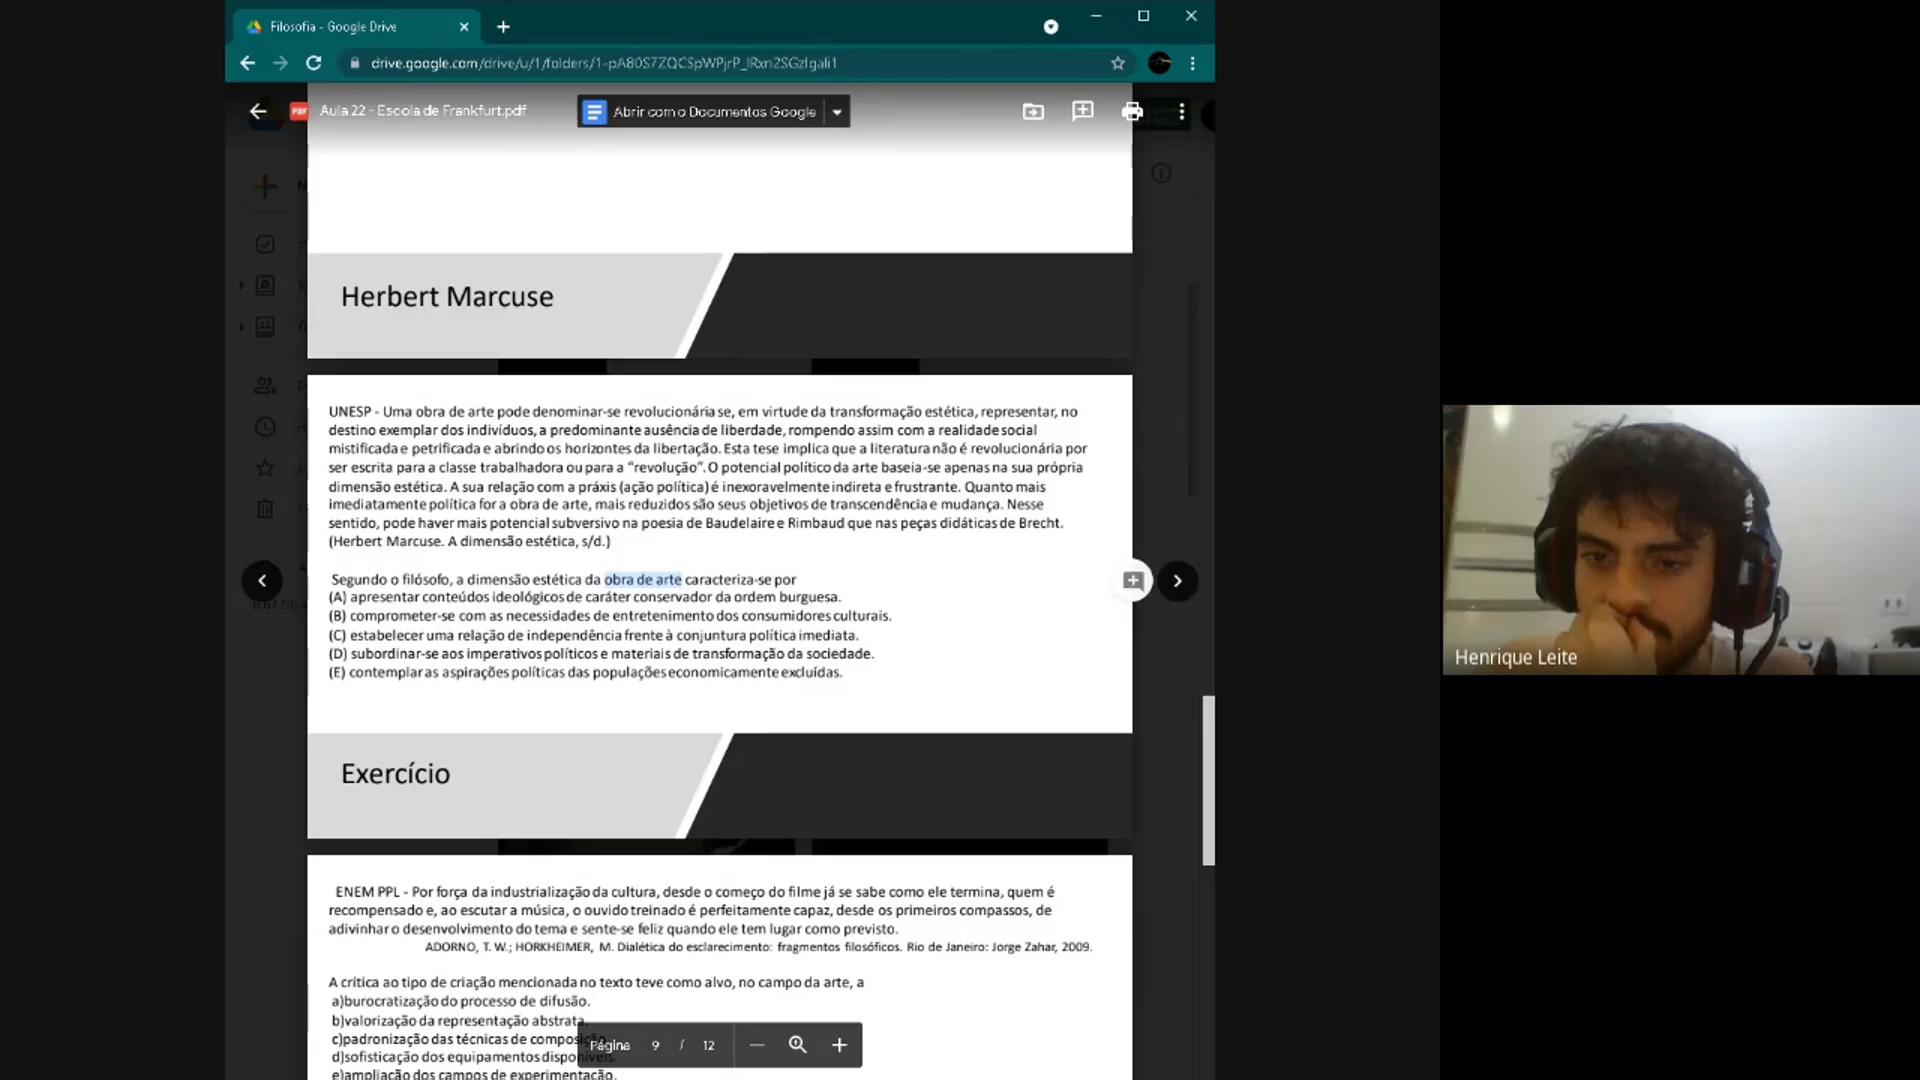 Filosofia - Google Drive
drive.google.com/drive/u/1/folders/1-pA80S7ZQCSpWPjrP_lRxn2SGzIgali1
Aula 22 - Escola de Frankfurt.pdf
Abrir com o Documentos Google
Herbert Marcuse
UNESP - Uma obra de arte pode denominar-se revolucionária se, em virtude da transformação estética, representar, no
destino exemplar dos indivíduos, a predominante ausência de liberdade, rompendo assim com a realidade social
mistificada e petrificada e abrindo os horizontes da libertação. Esta tese implica que a literatura não é revolucionária por
ser escrita para a classe trabalhadora ou para a “revolução”. O potencial político da arte baseia-se apenas na sua própria
dimensão estética. A sua relação com a práxis (ação política) é inexoravelmente indireta e frustrante. Quanto mais
imediatamente política for a obra de arte, mais reduzidos são seus objetivos de transcendência e mudança. Nesse
sentido, pode haver mais potencial subversivo na poesia de Baudelaire e Rimbaud que nas peças didáticas de Brecht.
(Herbert Marcuse. A dimensão estética, s/d.)
Segundo o filósofo, a dimensão estética da obra de arte caracteriza-se por
(A) apresentar conteúdos ideológicos de caráter conservador da ordem burguesa.
(B) comprometer-se com as necessidades de entretenimento dos consumidores culturais.
(C) estabelecer uma relação de independência frente à conjuntura política imediata.
(D) subordinar-se aos imperativos políticos e materiais de transformação da sociedade.
(E) contemplar as aspirações políticas das populações economicamente excluídas.
Exercício
ENEM PPL - Por força da industrialização da cultura, desde o começo do filme já se sabe como ele termina, quem é
recompensado e, ao escutar a música, o ouvido treinado é perfeitamente capaz, desde os primeiros compassos, de
adivinhar o desenvolvimento do tema e sente-se feliz quando ele tem lugar como previsto.
ADORNO, T. W.; HORKHEIMER, M. Dialética do esclarecimento: fragmentos filosóficos. Rio de Janeiro: Jorge Zahar, 2009.
A crítica ao tipo de criação mencionada no texto teve como alvo, no campo da arte, a
a)burocratização do processo de difusão.
b)valorização da representação abstrata.
c)padronização das técnicas de composição.
d)sofisticação dos equipamentos disponíveis.
e)ampliação dos campos de experimentação.
Página 9 / 12
Henrique Leite